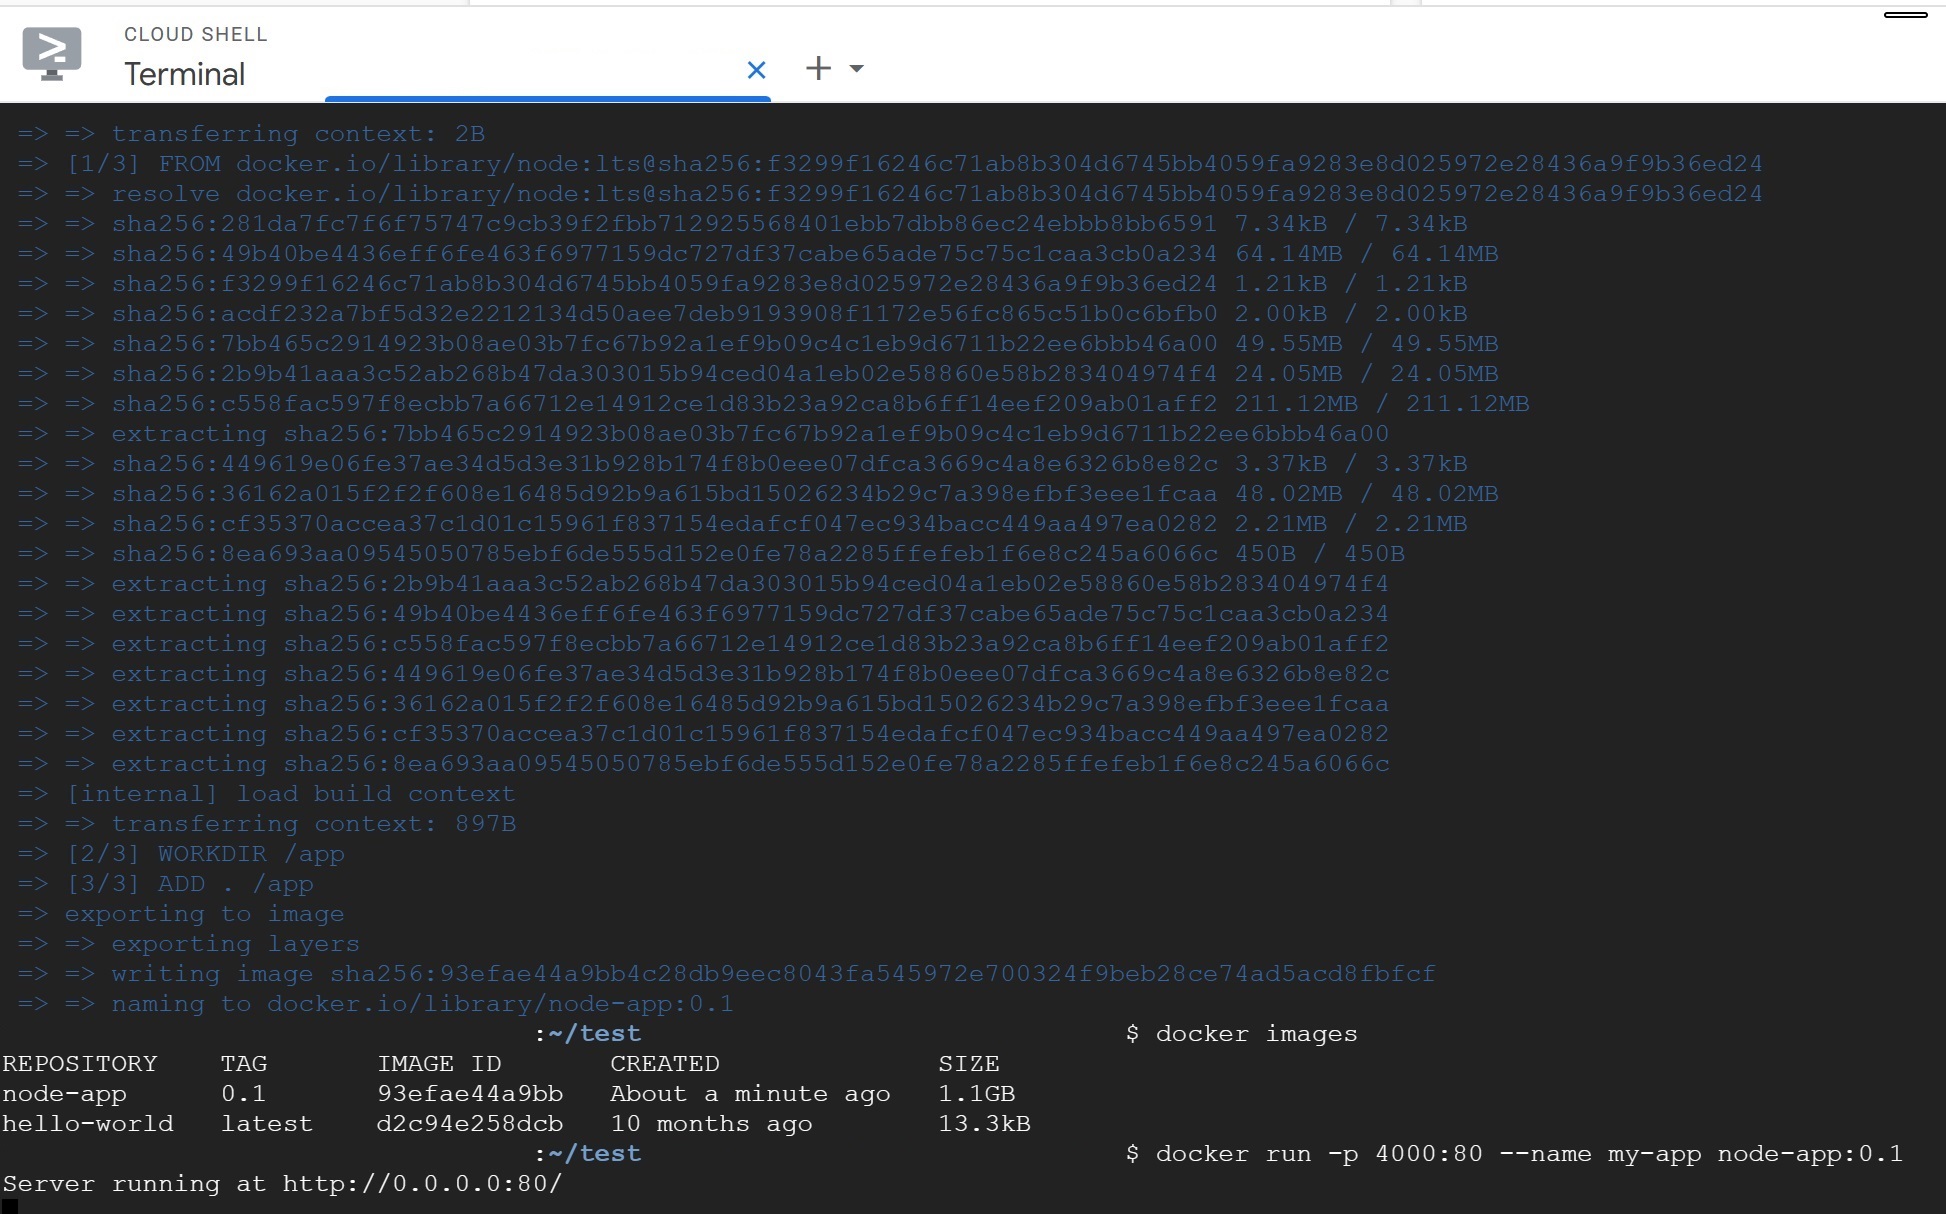 CLOUD SHELL
Terminal
=> => transferring context: 2B
=> [1/3] FROM docker.io/library/node:lts@sha256:f3299f16246c71ab8b304d6745bb4059fa9283e8d025972e28436a9f9b36ed24
=> => resolve docker.io/library/node:lts@sha256:f3299f16246c71ab8b304d6745bb4059fa9283e8d025972e28436a9f9b36ed24
=> => sha256:281da7fc7f6f75747c9cb39f2fbb712925568401ebb7dbb86ec24ebbb8bb6591 7.34kB / 7.34kB
=> => sha256:49b40be4436eff6fe463f6977159dc727df37cabe65ade75c75c1caa3cb0a234 64.14MB / 64.14MB
=> => sha256:f3299f16246c71ab8b304d6745bb4059fa9283e8d025972e28436a9f9b36ed24 1.21kB / 1.21kB
=> => sha256:acdf232a7bf5d32e2212134d50aee7deb9193908f1172e56fc865c51b0c6bfb0 2.00kB / 2.00kB
=> => sha256:7bb465c2914923b08ae03b7fc67b92a1ef9b09c4c1eb9d6711b22ee6bbb46a00 49.55MB / 49.55MB
=> => sha256:2b9b41aaa3c52ab268b47da303015b94ced04a1eb02e58860e58b283404974f4 24.05MB / 24.05MB
=> => sha256:c558fac597f8ecbb7a66712e14912ce1d83b23a92ca8b6ff14eef209ab01aff2 211.12MB / 211.12MB
=> => extracting sha256:7bb465c2914923b08ae03b7fc67b92a1ef9b09c4c1eb9d6711b22ee6bbb46a00
=> => sha256:449619e06fe37ae34d5d3e31b928b174f8b0eee07dfca3669c4a8e6326b8e82c 3.37kB / 3.37kB
=> => sha256:36162a015f2f2f608e16485d92b9a615bd15026234b29c7a398efbf3eee1fcaa 48.02MB / 48.02MB
=> => sha256:cf35370accea37c1d01c15961f837154edafcf047ec934bacc449aa497ea0282 2.21MB / 2.21MB
=> => sha256:8ea693aa09545050785ebf6de555d152e0fe78a2285ffefeb1f6e8c245a6066c 450B / 450B
=> => extracting sha256:2b9b41aaa3c52ab268b47da303015b94ced04a1eb02e58860e58b283404974f4
=> => extracting sha256:49b40be4436eff6fe463f6977159dc727df37cabe65ade75c75c1caa3cb0a234
=> => extracting sha256:c558fac597f8ecbb7a66712e14912ce1d83b23a92ca8b6ff14eef209ab01aff2
=> => extracting sha256:449619e06fe37ae34d5d3e31b928b174f8b0eee07dfca3669c4a8e6326b8e82c
=> => extracting sha256:36162a015f2f2f608e16485d92b9a615bd15026234b29c7a398efbf3eee1fcaa
=> => extracting sha256:cf35370accea37c1d01c15961f837154edafcf047ec934bacc449aa497ea0282
=> => extracting sha256:8ea693aa09545050785ebf6de555d152e0fe78a2285ffefeb1f6e8c245a6066c
=> [internal] load build context
=> => transferring context: 897B
=> [2/3] WORKDIR /app
=> [3/3] ADD . /app
=> exporting to image
=> => exporting layers
=> => writing image sha256:93efae44a9bb4c28db9eec8043fa545972e700324f9beb28ce74ad5acd8fbfcf
=> => naming to docker.io/library/node-app:0.1
:~/test $ docker images
REPOSITORY TAG IMAGE ID CREATED SIZE
node-app 0.1 93efae44a9bb About a minute ago 1.1GB
hello-world latest d2c94e258dcb 10 months ago 13.3kB
:~/test $ docker run -p 4000:80 --name my-app node-app:0.1
Server running at http://0.0.0.0:80/